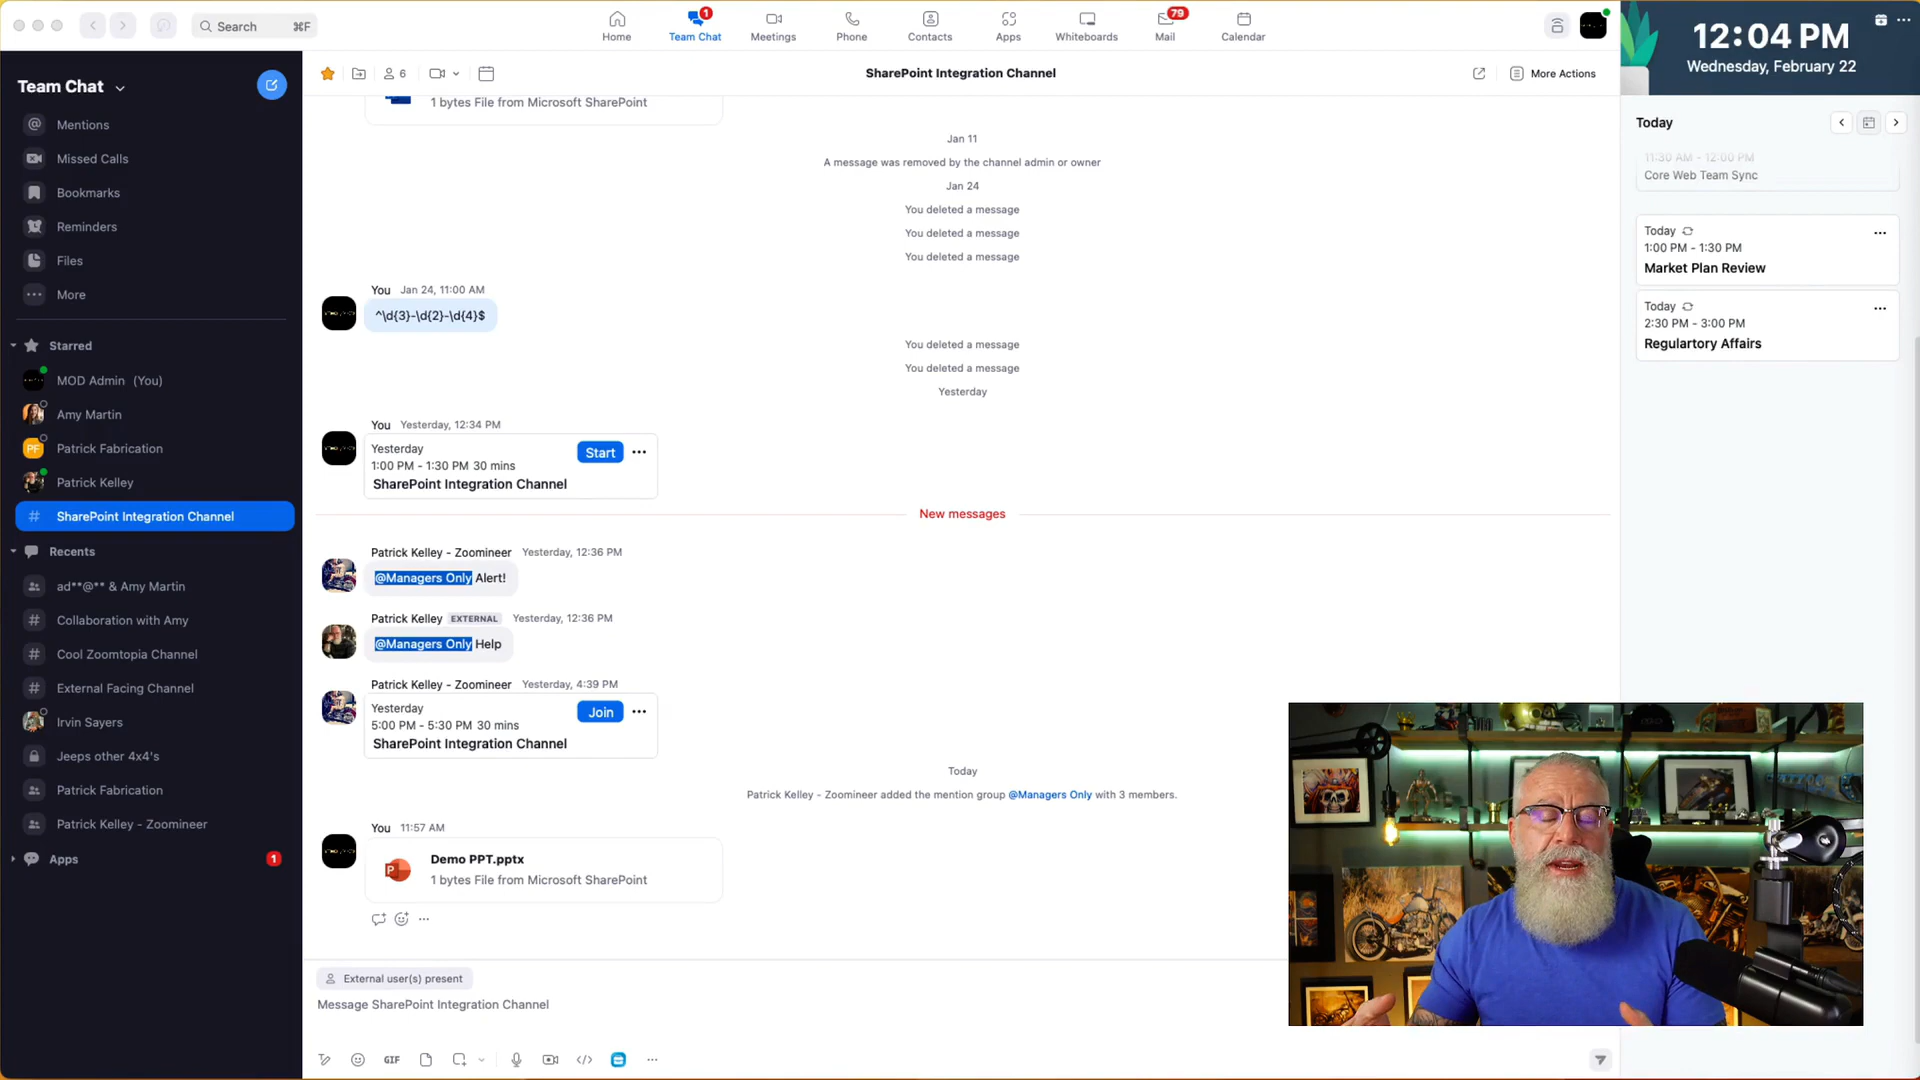 Search ⌘F
Home
Team Chat
1
Meetings
Phone
Contacts
Apps
Whiteboards
Mail
79
Calendar
12:04 PM
Wednesday, February 22
Team Chat
Mentions
Missed Calls
Bookmarks
Reminders
Files
More
Starred
MOD Admin (You)
Amy Martin
PF
Patrick Fabrication
Patrick Kelley
SharePoint Integration Channel
Recents
ad**@** & Amy Martin
Collaboration with Amy
Cool Zoomtopia Channel
External Facing Channel
Irvin Sayers
Jeeps other 4x4's
Patrick Fabrication
Patrick Kelley - Zoomineer
Apps 1
6
SharePoint Integration Channel
More Actions
1 bytes File from Microsoft SharePoint
Jan 11
A message was removed by the channel admin or owner
Jan 24
You deleted a message
You deleted a message
You deleted a message
You Jan 24, 11:00 AM
^\d{3}-\d{2}-\d{4}$
You deleted a message
You deleted a message
Yesterday
You Yesterday, 12:34 PM
Yesterday
1:00 PM - 1:30 PM 30 mins
SharePoint Integration Channel
Start
New messages
Patrick Kelley - Zoomineer Yesterday, 12:36 PM
@Managers Only Alert!
Patrick Kelley EXTERNAL Yesterday, 12:36 PM
@Managers Only Help
Patrick Kelley - Zoomineer Yesterday, 4:39 PM
Yesterday
5:00 PM - 5:30 PM 30 mins
SharePoint Integration Channel
Join
Today
Patrick Kelley - Zoomineer added the mention group @Managers Only with 3 members.
You 11:57 AM
P
Demo PPT.pptx
1 bytes File from Microsoft SharePoint
External user(s) present
Message SharePoint Integration Channel
GIF
Today
11:30 AM - 12:00 PM
Core Web Team Sync
Today
1:00 PM - 1:30 PM
Market Plan Review
Today
2:30 PM - 3:00 PM
Regulartory Affairs